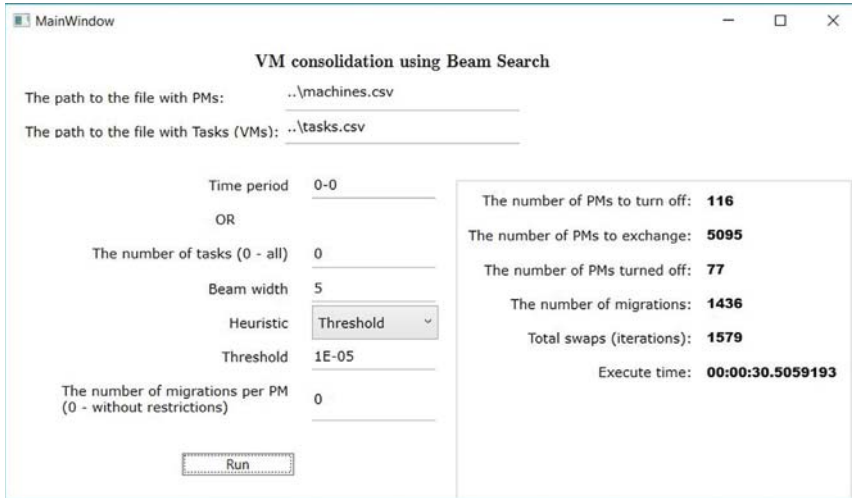 MainWindow
VM consolidation using Beam Search
The path to the file with PMs: ..\machines.csv
The path to the file with Tasks (VMs): ..\tasks.csv
Time period 0-0
OR
The number of tasks (0 - all) 0
Beam width 5
Heuristic Threshold
Threshold 1E-05
The number of migrations per PM
(0 - without restrictions) 0
Run
The number of PMs to turn off: 116
The number of PMs to exchange: 5095
The number of PMs turned off: 77
The number of migrations: 1436
Total swaps (iterations): 1579
Execute time: 00:00:30.5059193